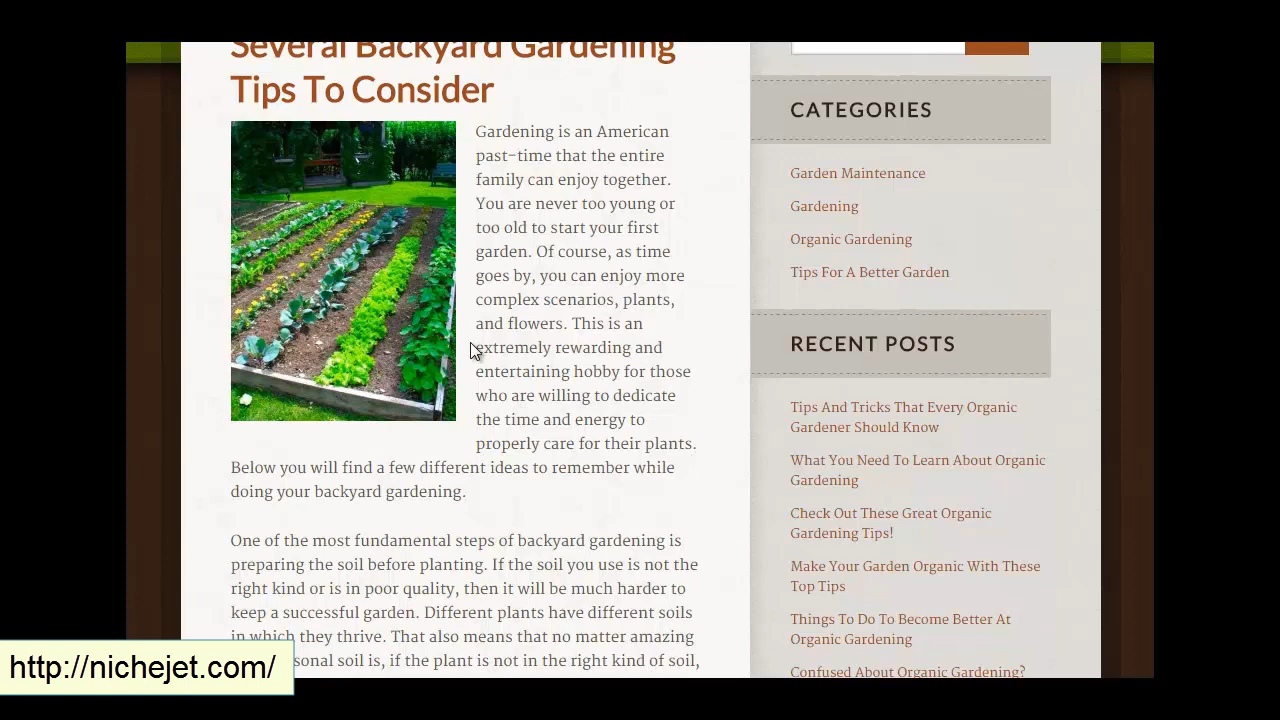 Several Backyard Gardening
Tips To Consider
Gardening is an American
past-time that the entire
family can enjoy together.
You are never too young or
too old to start your first
garden. Of course, as time
goes by, you can enjoy more
complex scenarios, plants,
and flowers. This is an
extremely rewarding and
entertaining hobby for those
who are willing to dedicate
the time and energy to
properly care for their plants.
Below you will find a few different ideas to remember while
doing your backyard gardening.
One of the most fundamental steps of backyard gardening is
preparing the soil before planting. If the soil you use is not the
right kind or is in poor quality, then it will be much harder to
keep a successful garden. Different plants have different soils
in which they thrive. That also means that no matter amazing
sonal soil is, if the plant is not in the right kind of soil,
CATEGORIES
Garden Maintenance
Gardening
Organic Gardening
Tips For A Better Garden
RECENT POSTS
Tips And Tricks That Every Organic
Gardener Should Know
What You Need To Learn About Organic
Gardening
Check Out These Great Organic
Gardening Tips!
Make Your Garden Organic With These
Top Tips
Things To Do To Become Better At
Organic Gardening
Confused About Organic Gardening?
http://nichejet.com/